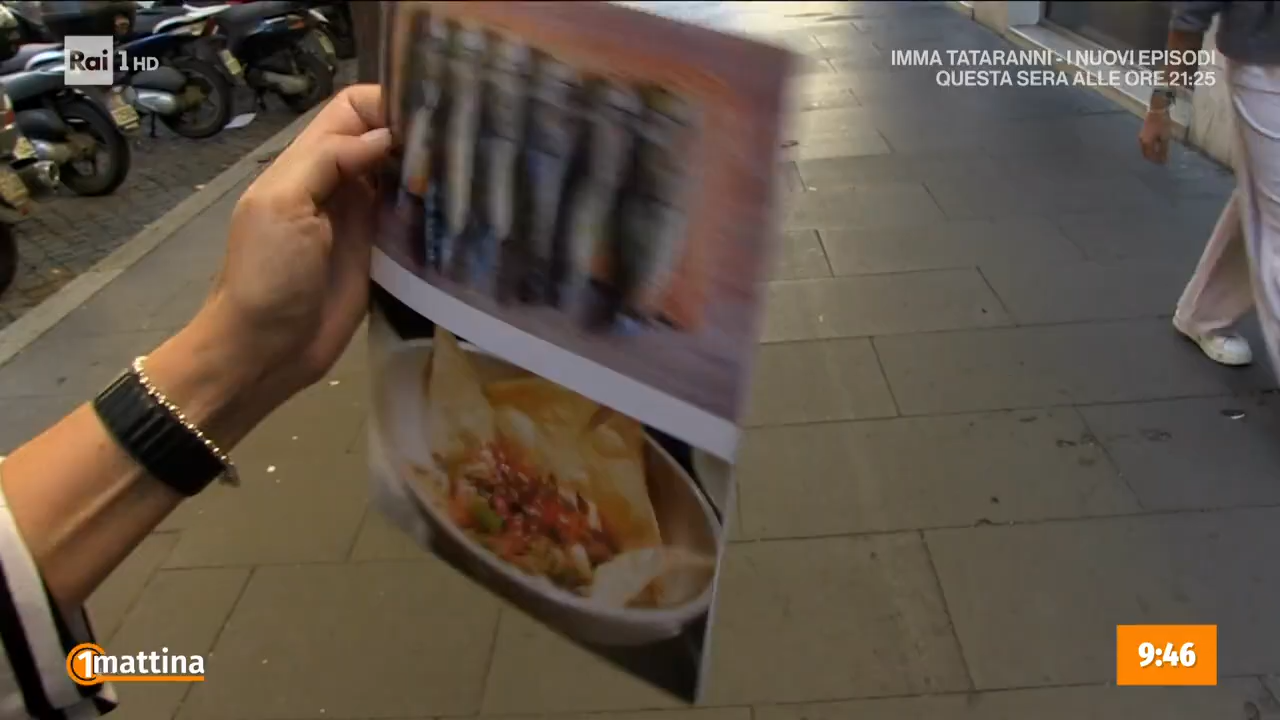 Rai 1 HD
IMMA TATARANNI - I NUOVI EPISODI
QUESTA SERA ALLE ORE 21:25
1mattina
9:46